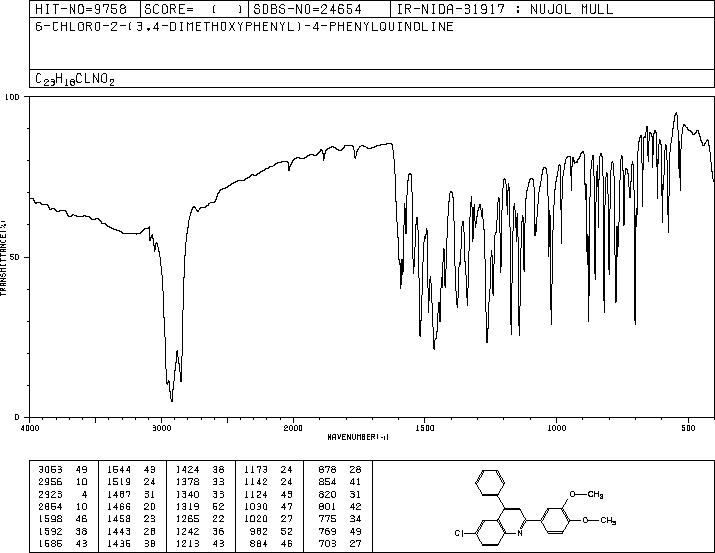 HIT-NO=9758 SCORE= ( ) SDBS-NO=24654 IR-NIDA-31917 : NUJOL MULL
6-CHLORO-2-(3,4-DIMETHOXYPHENYL)-4-PHENYLQUINOLINE
C23H18CLNO2
100
50
0
TRANSMITTANCE(%)
4000 3000 2000 1500 1000 500
WAVENUMBER(-1)
3063 49 1544 43 1424 38 1173 24 878 28
2956 10 1519 24 1378 33 1142 24 854 41
2923 4 1487 31 1340 33 1124 43 820 31
2854 10 1466 20 1319 52 1030 47 801 42
1598 46 1458 23 1265 22 1020 27 775 34
1592 38 1443 28 1242 36 982 52 769 49
1585 43 1435 38 1213 43 884 46 703 27
O—CH3
O—CH3
Cl
N